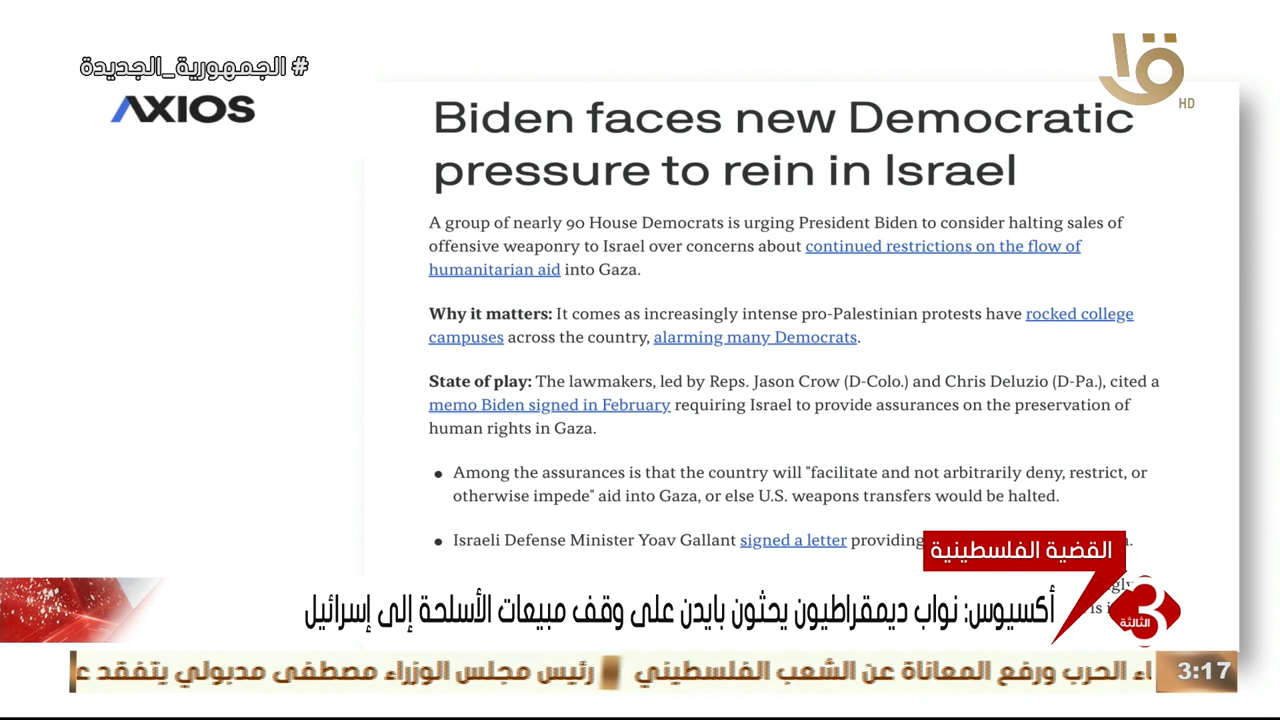 # الجمهورية_الجديدة
AXIOS
HD
Biden faces new Democratic
pressure to rein in Israel
A group of nearly 90 House Democrats is urging President Biden to consider halting sales of
offensive weaponry to Israel over concerns about continued restrictions on the flow of
humanitarian aid into Gaza.
Why it matters: It comes as increasingly intense pro-Palestinian protests have rocked college
campuses across the country, alarming many Democrats.
State of play: The lawmakers, led by Reps. Jason Crow (D-Colo.) and Chris Deluzio (D-Pa.), cited a
memo Biden signed in February requiring Israel to provide assurances on the preservation of
human rights in Gaza.
• Among the assurances is that the country will "facilitate and not arbitrarily deny, restrict, or
otherwise impede" aid into Gaza, or else U.S. weapons transfers would be halted.
• Israeli Defense Minister Yoav Gallant signed a letter providing
القضية الفلسطينية
أكسيوس: نواب ديمقراطيون يحثون بايدن على وقف مبيعات الأسلحة إلى إسرائيل
3 الثالثة
3:17
اء الحرب ورفع المعاناة عن الشعب الفلسطيني رئيس مجلس الوزراء مصطفى مدبولي يتفقد ع